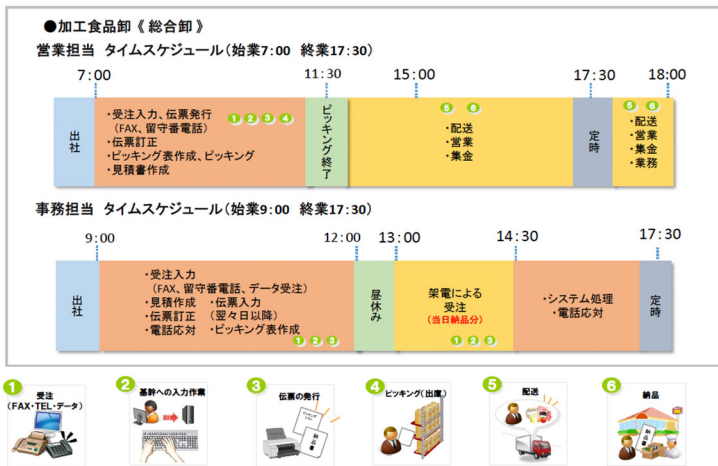 ●加工食品卸《 総合卸 》
営業担当 タイムスケジュール(始業7:00 終業17:30)
7:00
11:30
15:00
17:30
18:00
出社
・受注入力、伝票発行
(FAX、留守番電話)
・伝票訂正
・ピッキング表作成、ピッキング
・見積書作成
1 2 3 4
ピッキング終了
5 6
・配送
・営業
・集金
定時
5 6
・配送
・営業
・集金
・業務
事務担当 タイムスケジュール(始業9:00 終業17:30)
9:00
12:00
13:00
14:30
17:30
出社
・受注入力
(FAX、留守番電話、データ受注)
・見積作成 ・伝票入力
・伝票訂正 (翌々日以降)
・電話応対 ・ピッキング表作成
1 2 3
昼休み
架電による
受注
(当日納品分)
1 2 3
・システム処理
・電話応対
定時
1
受注
(FAX・TEL・データ)
2
基幹への入力作業
3
伝票の発行
納品書
4
ピッキング(出庫)
5
配送
6
納品
納品書